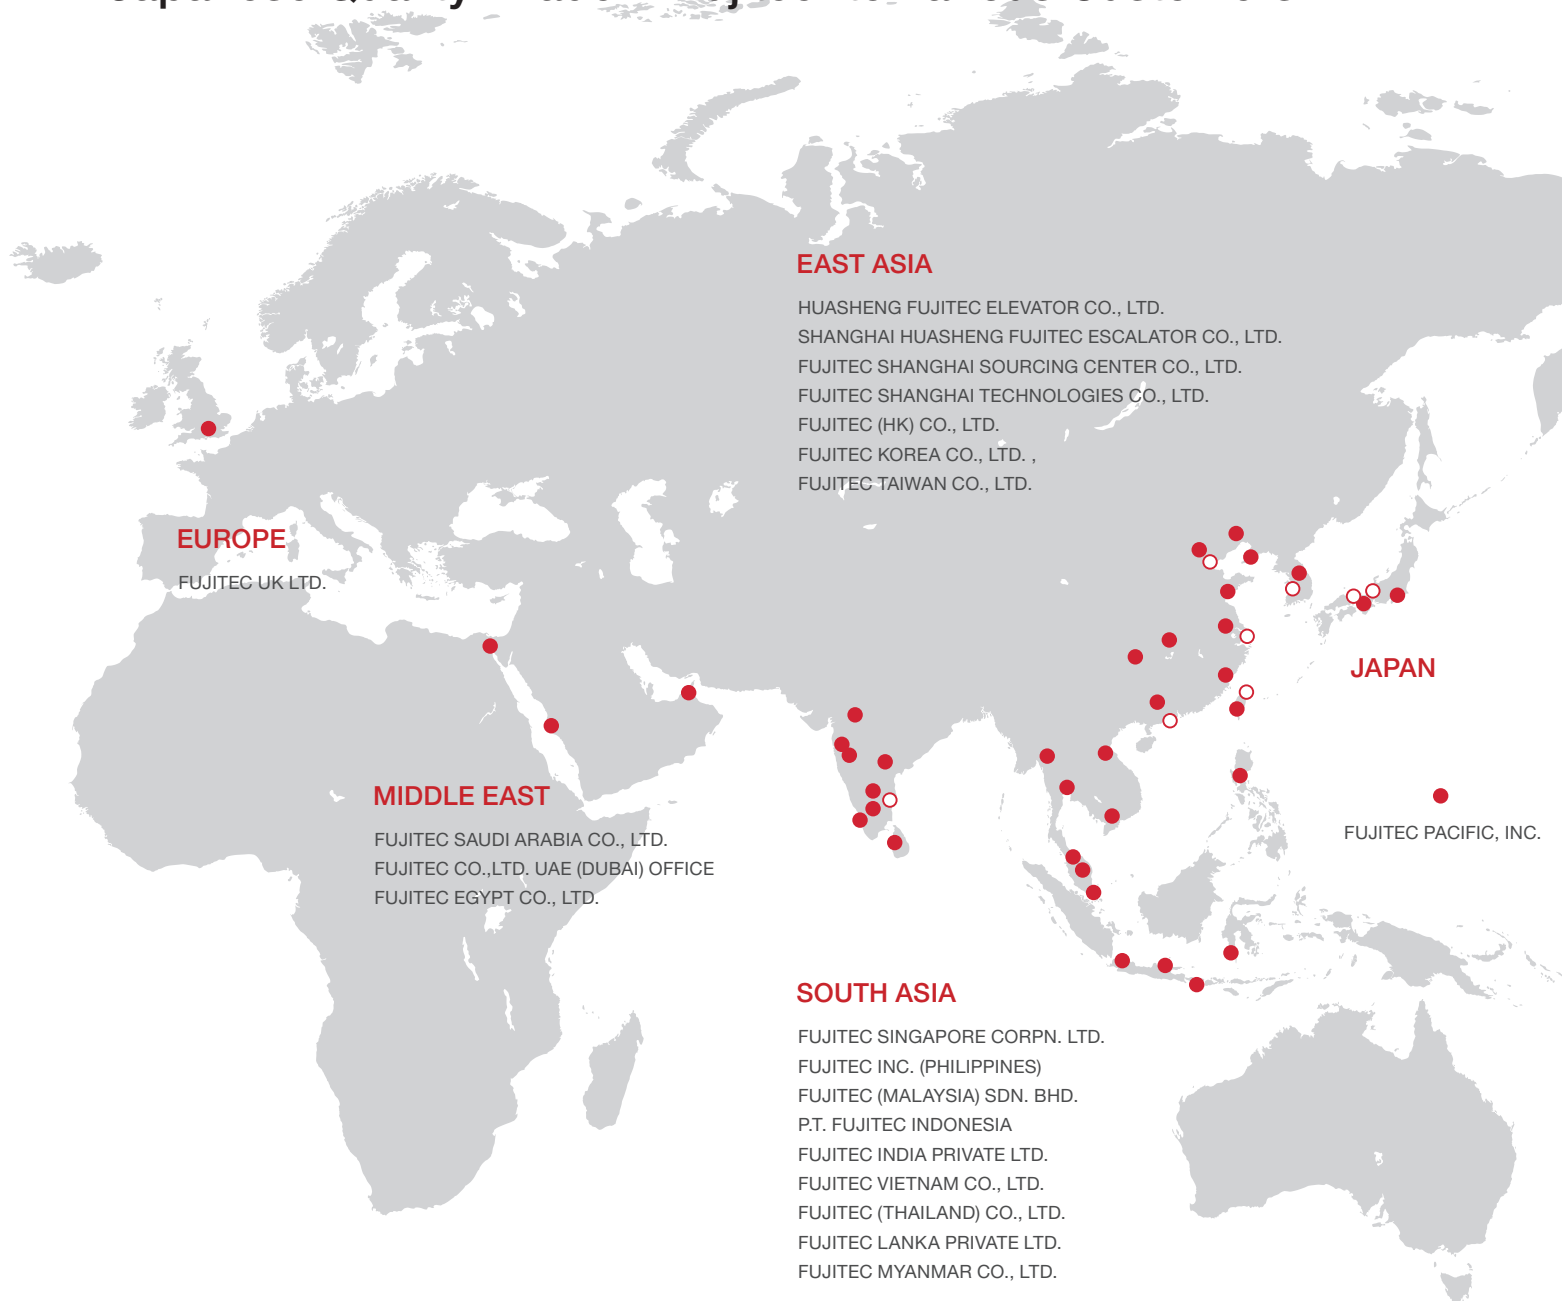 EAST ASIA
HUASHENG FUJITEC ELEVATOR CO., LTD.
SHANGHAI HUASHENG FUJITEC ESCALATOR CO., LTD.
FUJITEC SHANGHAI SOURCING CENTER CO., LTD.
FUJITEC SHANGHAI TECHNOLOGIES CO., LTD.
FUJITEC (HK) CO., LTD.
FUJITEC KOREA CO., LTD. ,
FUJITEC TAIWAN CO., LTD.
EUROPE
FUJITEC UK LTD.
JAPAN
MIDDLE EAST
FUJITEC SAUDI ARABIA CO., LTD.
FUJITEC CO.,LTD. UAE (DUBAI) OFFICE
FUJITEC EGYPT CO., LTD.
FUJITEC PACIFIC, INC.
SOUTH ASIA
FUJITEC SINGAPORE CORPN. LTD.
FUJITEC INC. (PHILIPPINES)
FUJITEC (MALAYSIA) SDN. BHD.
P.T. FUJITEC INDONESIA
FUJITEC INDIA PRIVATE LTD.
FUJITEC VIETNAM CO., LTD.
FUJITEC (THAILAND) CO., LTD.
FUJITEC LANKA PRIVATE LTD.
FUJITEC MYANMAR CO., LTD.